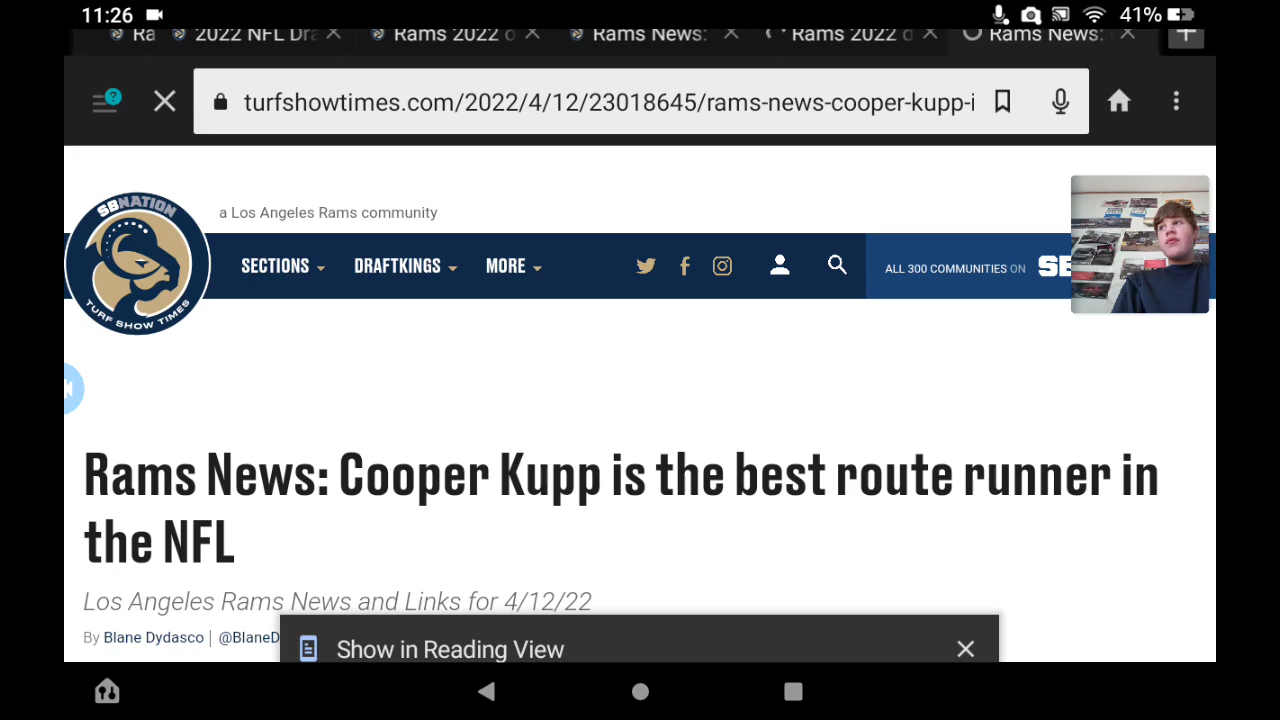 11:26
41%
Ra
2022 NFL Dra
Rams 2022 o
Rams News:
Rams 2022 d
Rams News:
turfshowtimes.com/2022/4/12/23018645/rams-news-cooper-kupp-i
SBNATION
TURF SHOW TIMES
a Los Angeles Rams community
SECTIONS
DRAFTKINGS
MORE
ALL 300 COMMUNITIES ON
SB
Rams News: Cooper Kupp is the best route runner in
the NFL
Los Angeles Rams News and Links for 4/12/22
By Blane Dydasco | @BlaneD
Show in Reading View